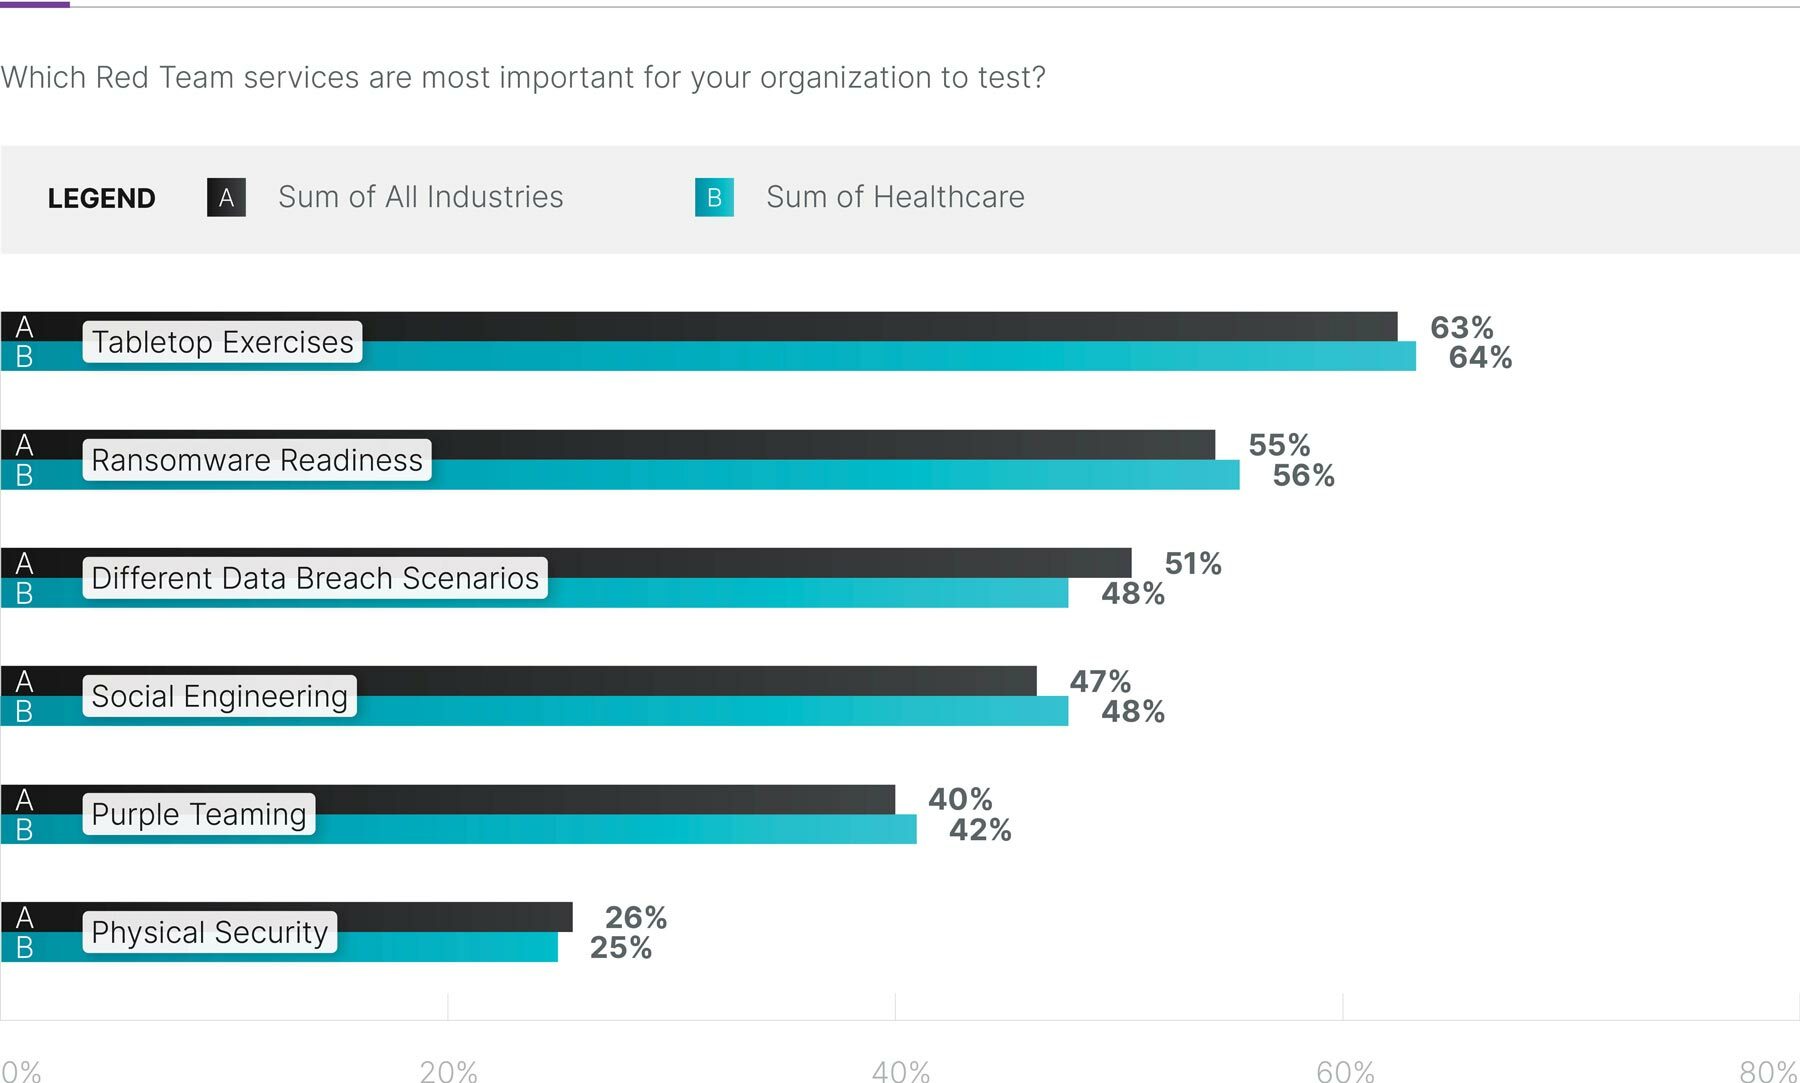 Which Red Team services are most important for your organization to test?
LEGEND A Sum of All Industries B Sum of Healthcare
A 63%
Tabletop Exercises
B 64%
A 55%
Ransomware Readiness
B 56%
A 51%
Different Data Breach Scenarios
B 48%
A 47%
Social Engineering
B 48%
A 40%
Purple Teaming
B 42%
A 26%
Physical Security
B 25%
0% 20% 40% 60% 80%